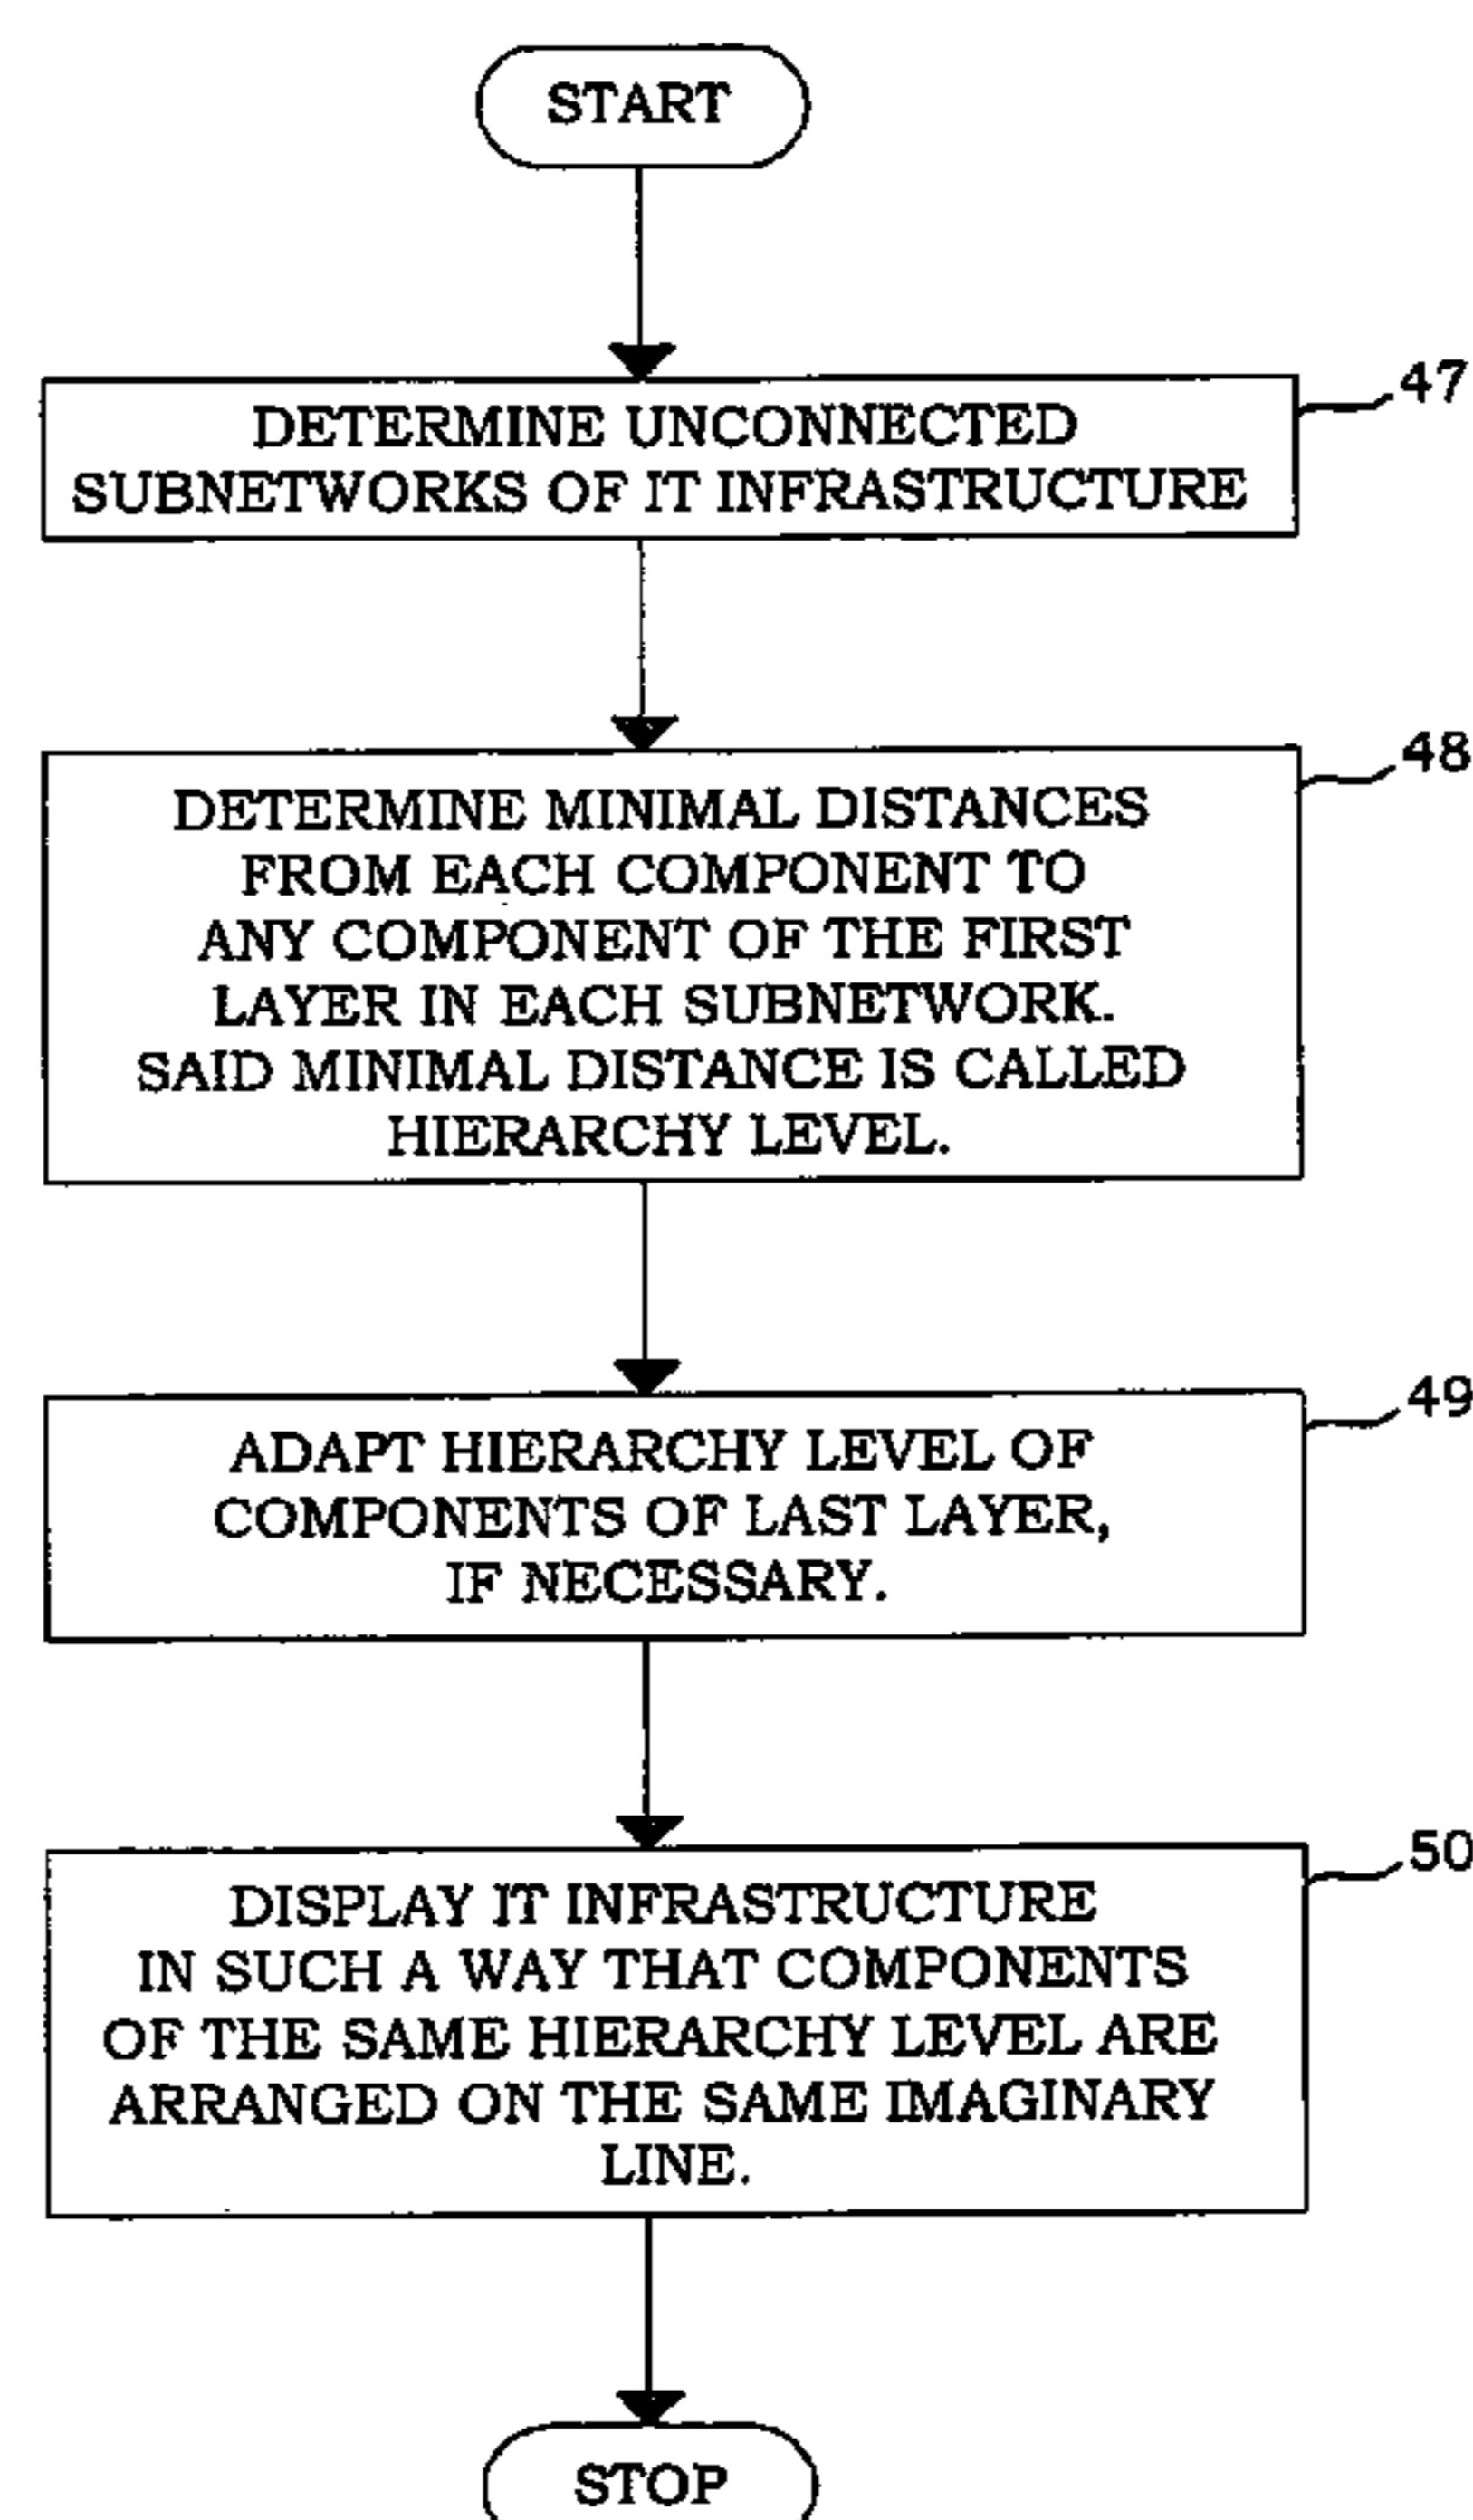 START
47
DETERMINE UNCONNECTED
SUBNETWORKS OF IT INFRASTRUCTURE
48
DETERMINE MINIMAL DISTANCES
FROM EACH COMPONENT TO
ANY COMPONENT OF THE FIRST
LAYER IN EACH SUBNETWORK.
SAID MINIMAL DISTANCE IS CALLED
HIERARCHY LEVEL.
49
ADAPT HIERARCHY LEVEL OF
COMPONENTS OF LAST LAYER,
IF NECESSARY.
50
DISPLAY IT INFRASTRUCTURE
IN SUCH A WAY THAT COMPONENTS
OF THE SAME HIERARCHY LEVEL ARE
ARRANGED ON THE SAME IMAGINARY
LINE.
STOP